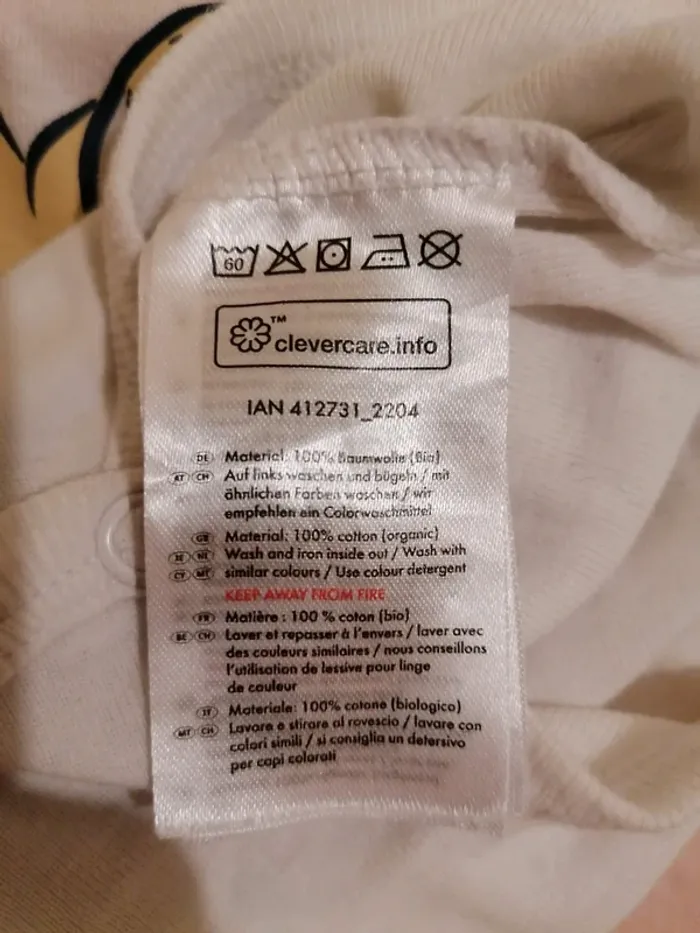 60
™
clevercare.info
IAN 412731_2204
DE Material: 100% Baumwolle (Bio)
AT CH Auf links waschen und bügeln / mit
ähnlichen Farben waschen / wir
empfehlen ein Colorwaschmittel
GB Material: 100% cotton (organic)
IE NI Wash and iron inside out / Wash with
CY MT similar colours / Use colour detergent
KEEP AWAY FROM FIRE
FR Matière : 100 % coton (bio)
BE CH Laver et repasser à l'envers / laver avec
des couleurs similaires / nous conseillons
l'utilisation de lessive pour linge
de couleur
IT Materiale: 100% cotone (biologico)
MT CH Lavare e stirare al rovescio / lavare con
colori simili / si consiglia un detersivo
per capi colorati